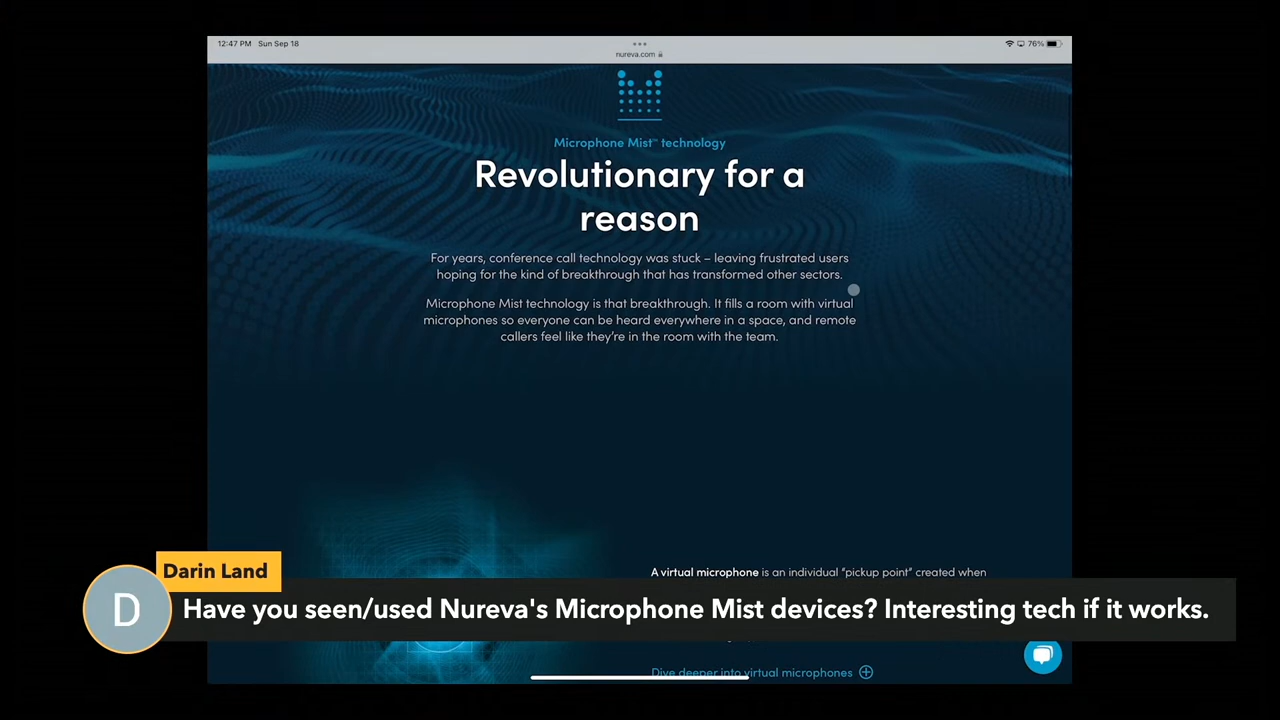 12:47 PM Sun Sep 18
76%
nureva.com
Microphone Mist™ technology
Revolutionary for a
reason
For years, conference call technology was stuck – leaving frustrated users
hoping for the kind of breakthrough that has transformed other sectors.
Microphone Mist technology is that breakthrough. It fills a room with virtual
microphones so everyone can be heard everywhere in a space, and remote
callers feel like they're in the room with the team.
A virtual microphone is an individual “pickup point” created when
Darin Land
D
Have you seen/used Nureva's Microphone Mist devices? Interesting tech if it works.
Dive deeper into virtual microphones